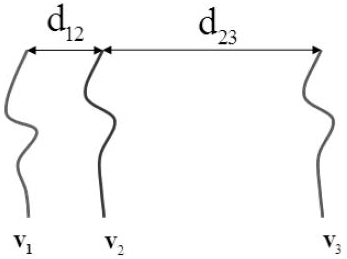 d₁₂ d₂₃
v₁ v₂ v₃